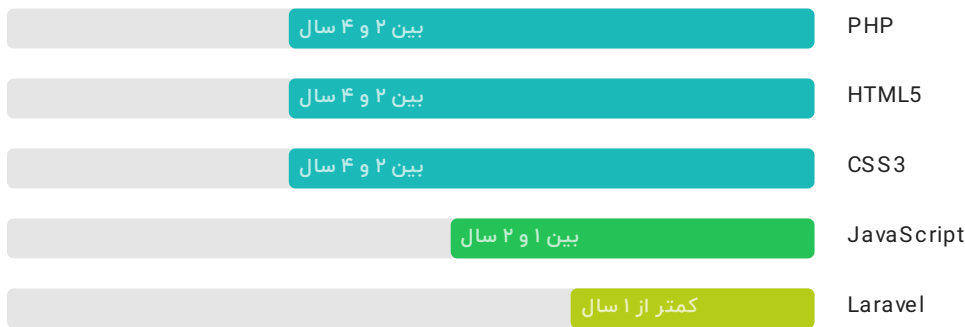 PHP
بین ۲ و ۴ سال
HTML5
بین ۲ و ۴ سال
CSS3
بین ۲ و ۴ سال
JavaScript
بین ۱ و ۲ سال
Laravel
کمتر از ۱ سال